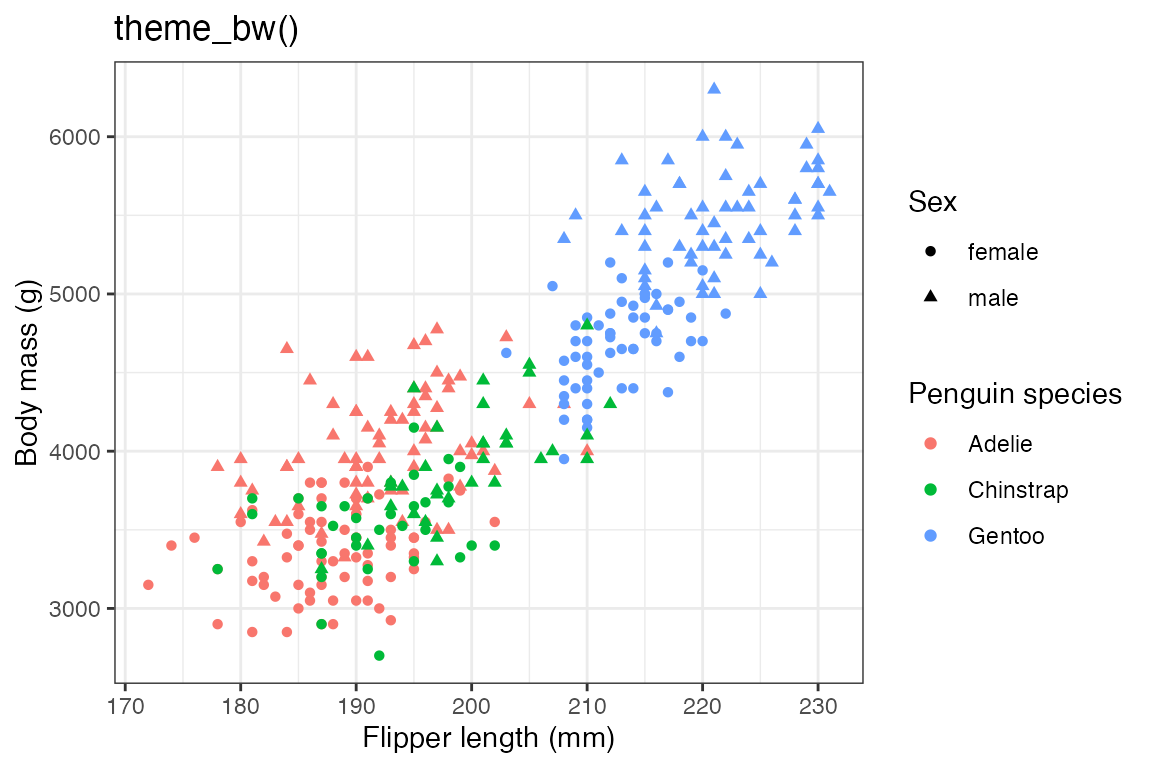 theme_bw()
Body mass (g)
6000
5000
4000
3000
170 180 190 200 210 220 230
Flipper length (mm)
Sex
female
male
Penguin species
Adelie
Chinstrap
Gentoo